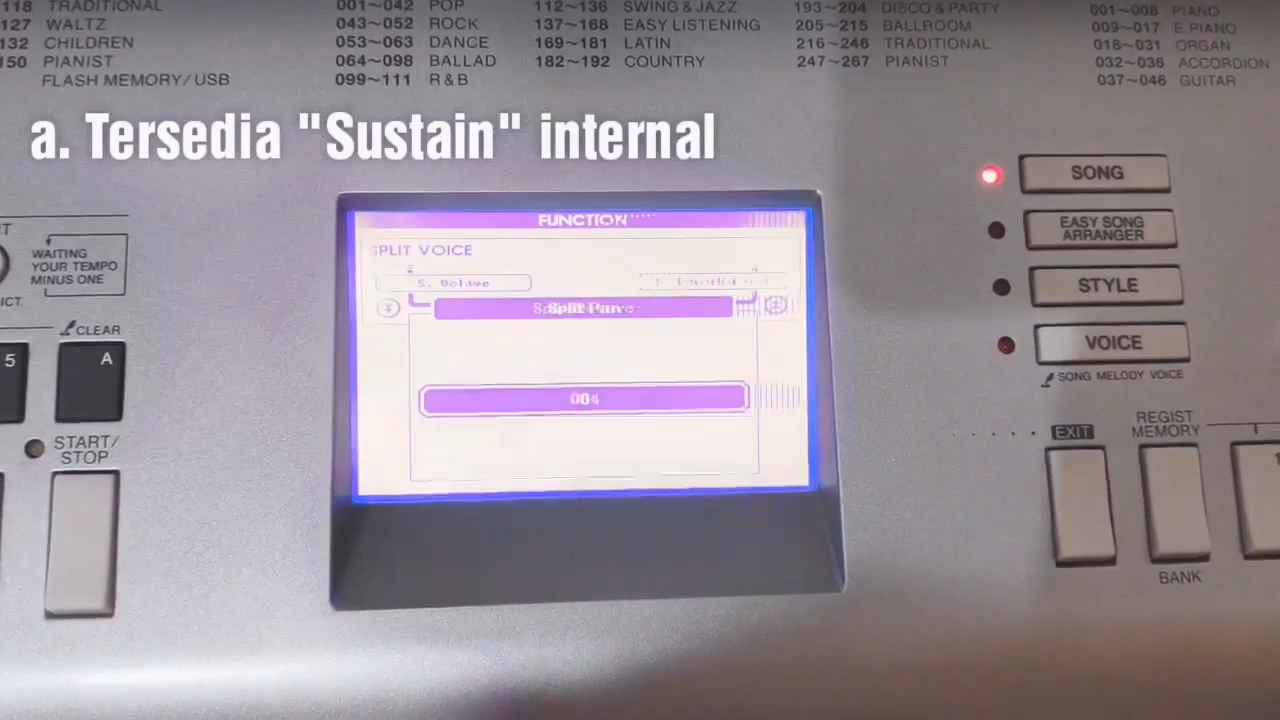 118 TRADITIONAL
127 WALTZ
132 CHILDREN
150 PIANIST
FLASH MEMORY/USB
001~042 POP
043~052 ROCK
053~063 DANCE
064~098 BALLAD
099~111 R&B
112~136 SWING & JAZZ
137~168 EASY LISTENING
169~181 LATIN
182~192 COUNTRY
193~204 DISCO & PARTY
205~215 BALLROOM
216~246 TRADITIONAL
247~267 PIANIST
001~008 PIANO
009~017 E.PIANO
018~031 ORGAN
032~036 ACCORDION
037~046 GUITAR
a. Tersedia "Sustain" internal
WAITING
YOUR TEMPO
MINUS ONE
CLEAR
5
A
START/
STOP
FUNCTION
SPLIT VOICE
S. Octave
SONG
EASY SONG
ARRANGER
STYLE
VOICE
SONG MELODY VOICE
EXIT
REGIST
MEMORY
BANK